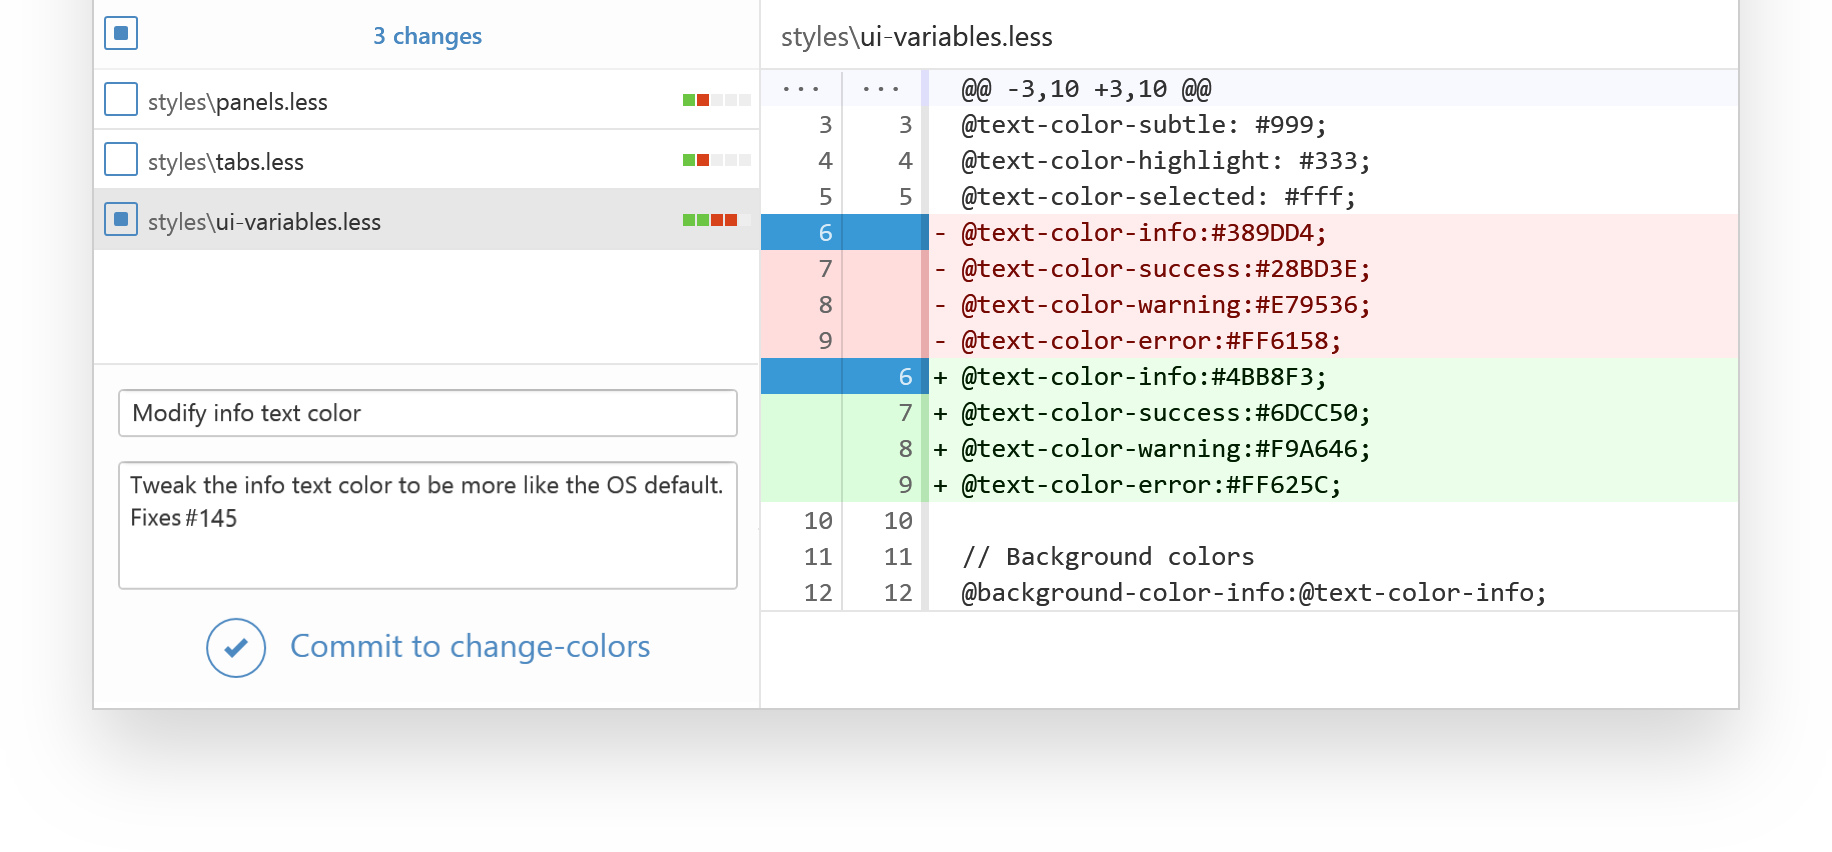 3 changes
styles\panels.less
styles\tabs.less
styles\ui-variables.less
Modify info text color
Tweak the info text color to be more like the OS default.
Fixes #145
Commit to change-colors
styles\ui-variables.less
... ... @@ -3,10 +3,10 @@
3 3 @text-color-subtle: #999;
4 4 @text-color-highlight: #333;
5 5 @text-color-selected: #fff;
6 - @text-color-info:#389DD4;
7 - @text-color-success:#28BD3E;
8 - @text-color-warning:#E79536;
9 - @text-color-error:#FF6158;
6 + @text-color-info:#4BB8F3;
7 + @text-color-success:#6DCC50;
8 + @text-color-warning:#F9A646;
9 + @text-color-error:#FF625C;
10 10
11 11 // Background colors
12 12 @background-color-info:@text-color-info;